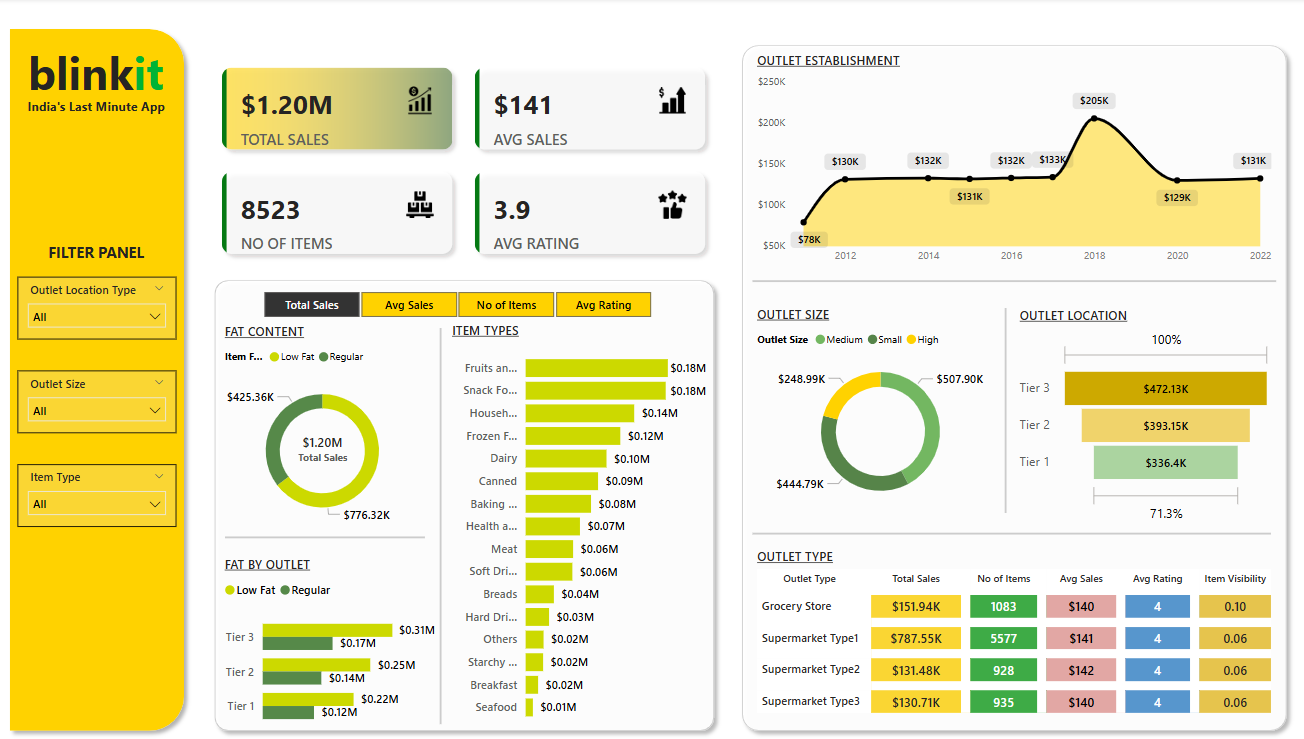 blinkit
India's Last Minute App
FILTER PANEL
Outlet Location Type
All
Outlet Size
All
Item Type
All
$1.20M
TOTAL SALES
$141
AVG SALES
8523
NO OF ITEMS
3.9
AVG RATING
Total Sales Avg Sales No of Items Avg Rating
FAT CONTENT
Item F... Low Fat Regular
$425.36K
$1.20M
Total Sales
$776.32K
FAT BY OUTLET
Low Fat Regular
Tier 3 $0.31M
$0.17M
Tier 2 $0.25M
$0.14M
Tier 1 $0.22M
$0.12M
ITEM TYPES
Fruits an... $0.18M
Snack Fo... $0.18M
Househ... $0.14M
Frozen F... $0.12M
Dairy $0.10M
Canned $0.09M
Baking ... $0.08M
Health a... $0.07M
Meat $0.06M
Soft Dri... $0.06M
Breads $0.04M
Hard Dri... $0.03M
Others $0.02M
Starchy ... $0.02M
Breakfast $0.02M
Seafood $0.01M
OUTLET ESTABLISHMENT
$250K
$200K
$150K
$100K
$50K
$78K
$130K
$132K
$131K
$132K
$133K
$205K
$129K
$131K
2012 2014 2016 2018 2020 2022
OUTLET SIZE
Outlet Size Medium Small High
$248.99K
$507.90K
$444.79K
OUTLET LOCATION
100%
Tier 3 $472.13K
Tier 2 $393.15K
Tier 1 $336.4K
71.3%
OUTLET TYPE
Outlet Type Total Sales No of Items Avg Sales Avg Rating Item Visibility
Grocery Store $151.94K 1083 $140 4 0.10
Supermarket Type1 $787.55K 5577 $141 4 0.06
Supermarket Type2 $131.48K 928 $142 4 0.06
Supermarket Type3 $130.71K 935 $140 4 0.06